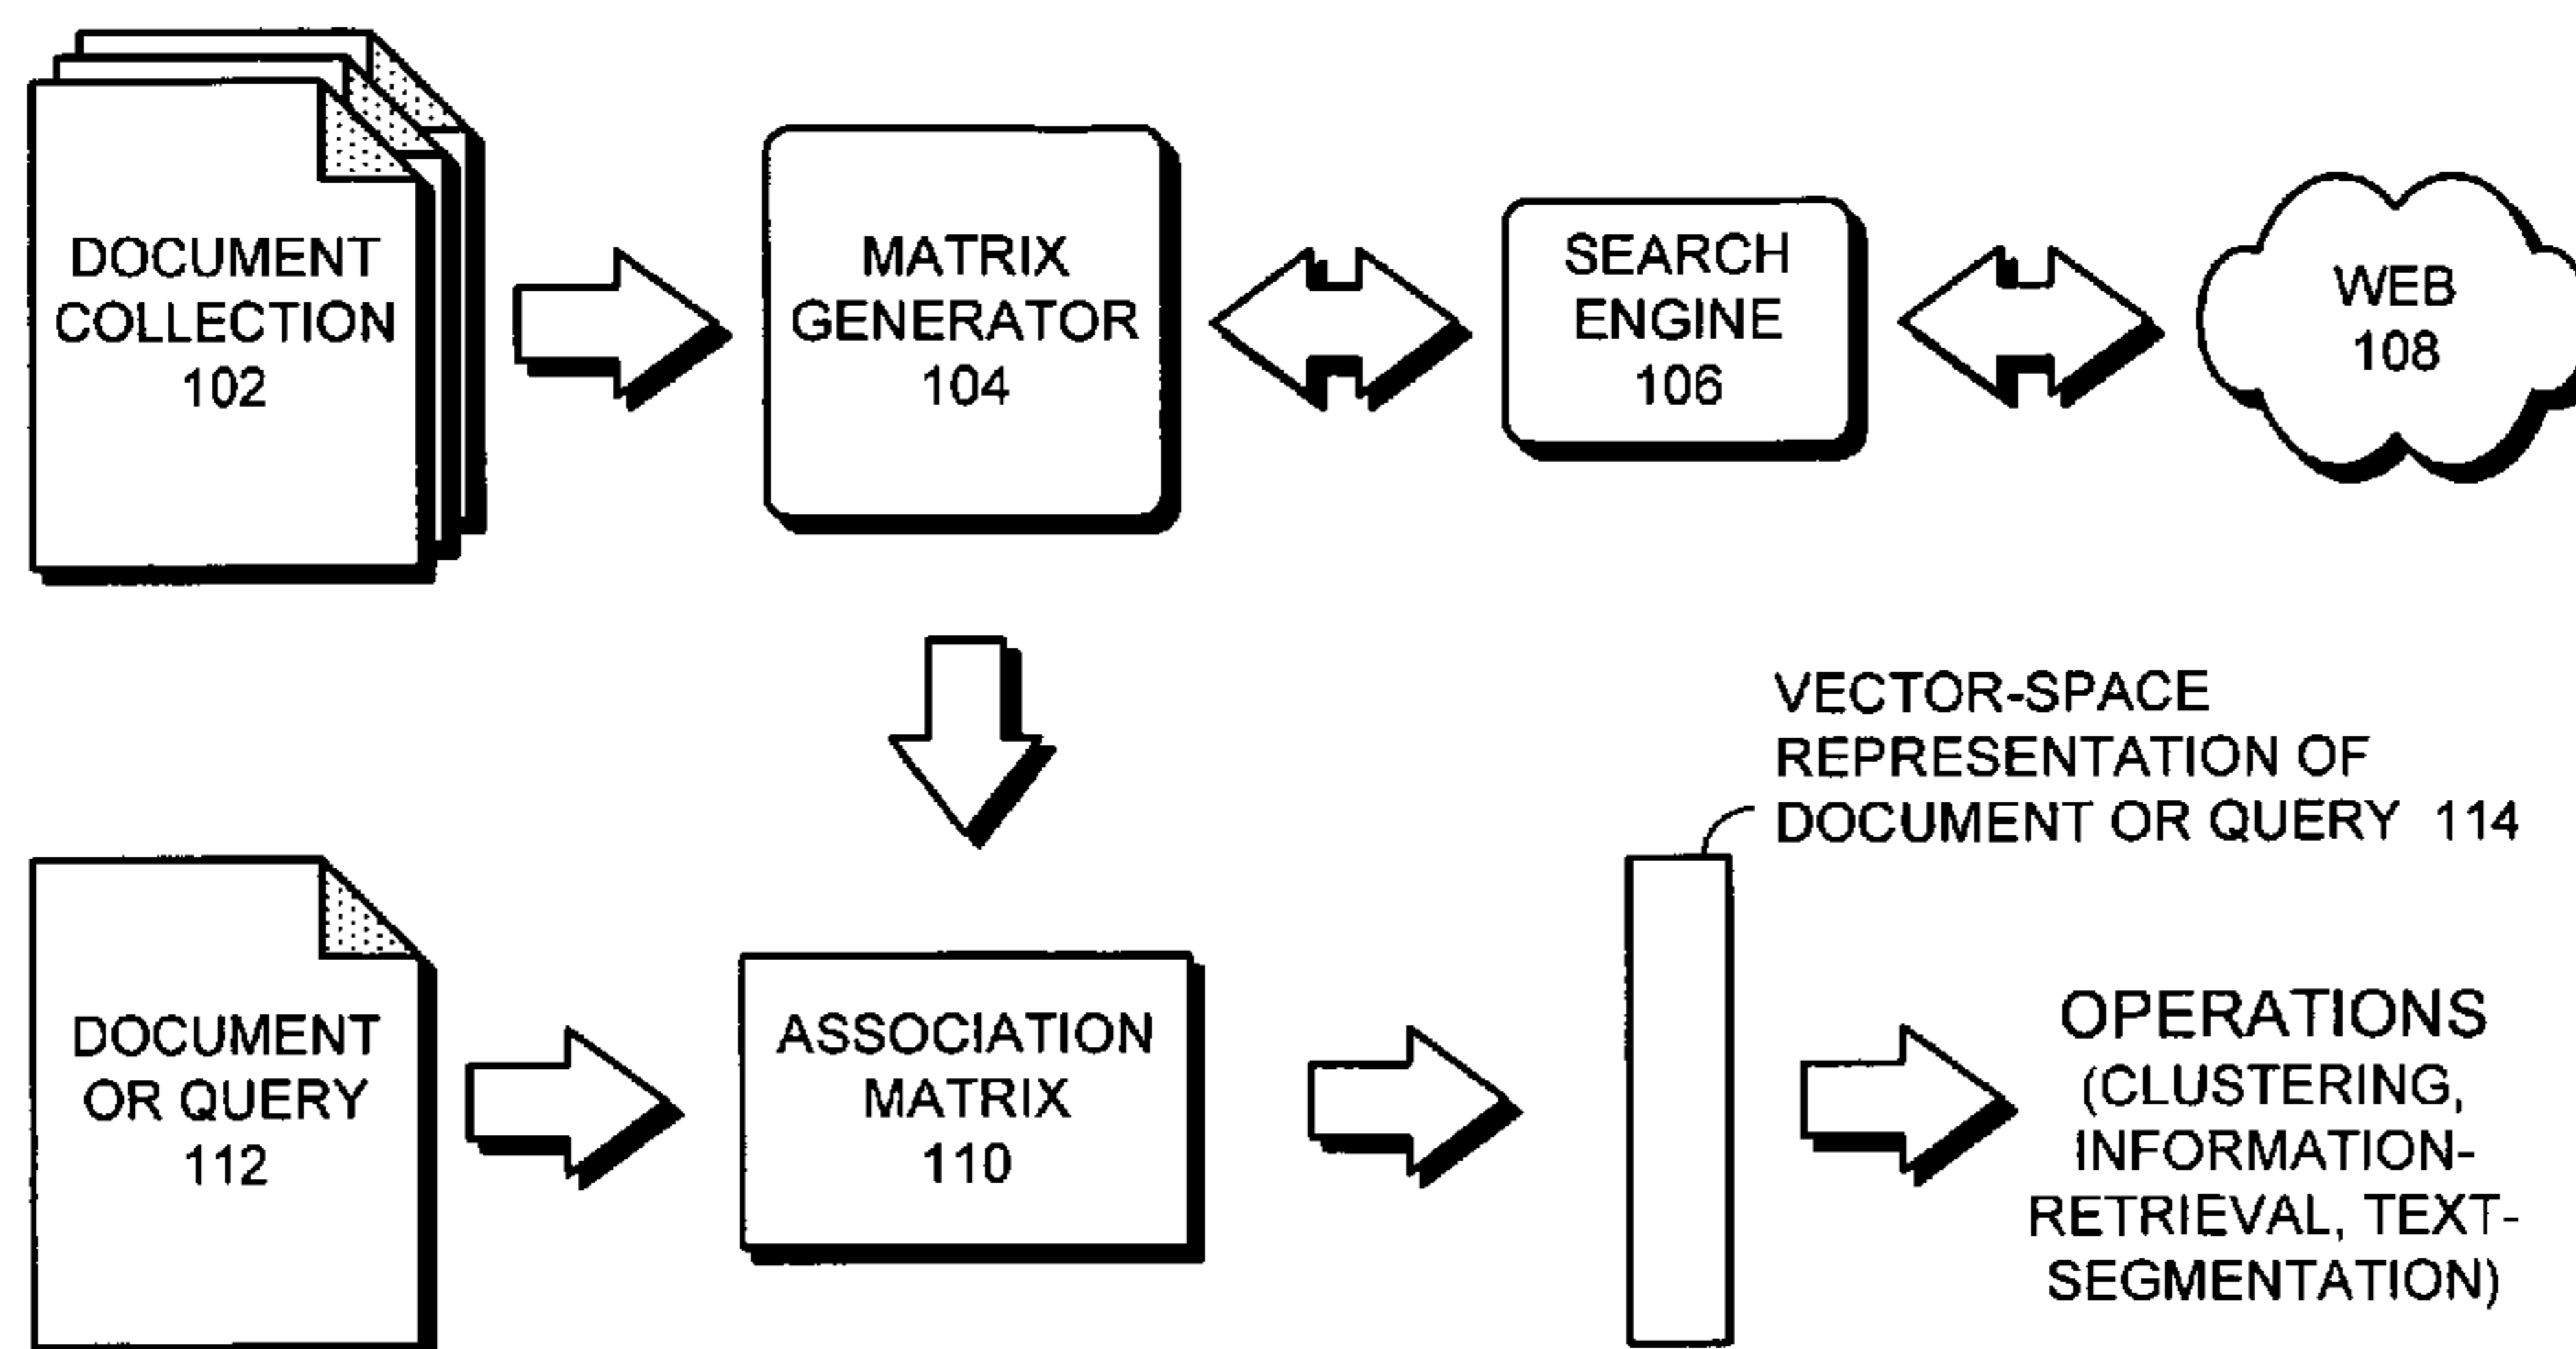 DOCUMENT
COLLECTION
102
MATRIX
GENERATOR
104
SEARCH
ENGINE
106
WEB
108
VECTOR-SPACE
REPRESENTATION OF
DOCUMENT OR QUERY 114
DOCUMENT
OR QUERY
112
ASSOCIATION
MATRIX
110
OPERATIONS
(CLUSTERING,
INFORMATION-
RETRIEVAL, TEXT-
SEGMENTATION)